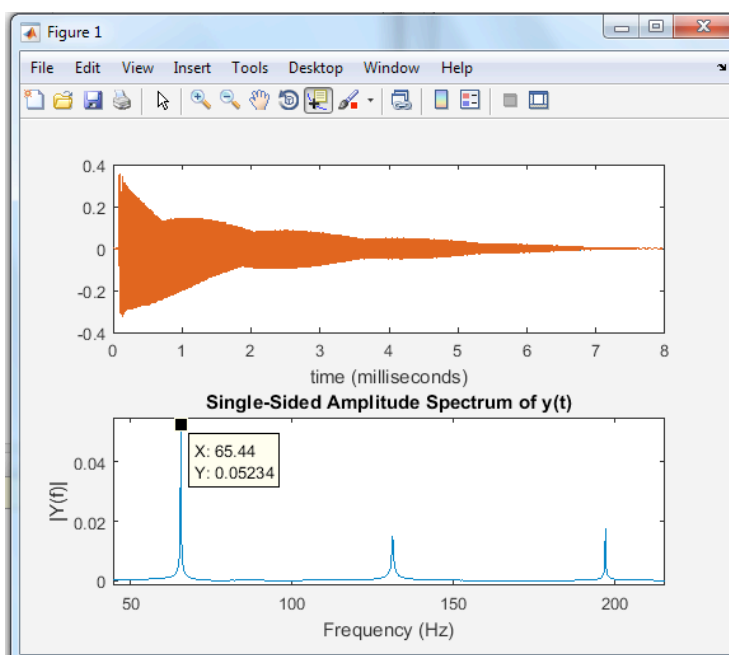 Figure 1
File Edit View Insert Tools Desktop Window Help
0.4
0.2
0
-0.2
-0.4
0 1 2 3 4 5 6 7 8
time (milliseconds)
Single-Sided Amplitude Spectrum of y(t)
X: 65.44
Y: 0.05234
|Y(f)|
0.04
0.02
0
50 100 150 200
Frequency (Hz)